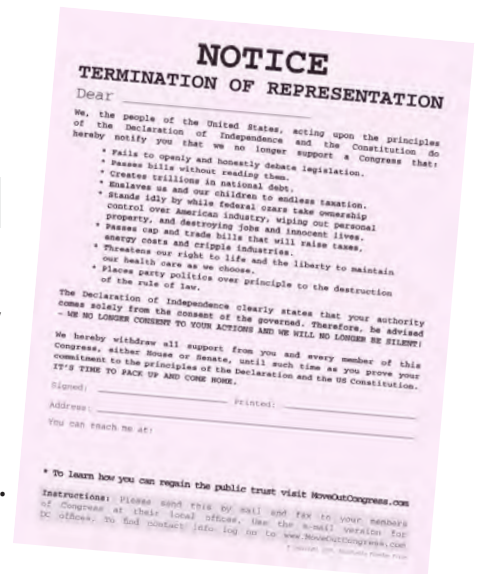 NOTICE
TERMINATION OF REPRESENTATION
Dear
We, the people of the United States, acting upon the principles
of the Declaration of Independence and the Constitution do
hereby notify you that we no longer support a Congress that:
* Fails to openly and honestly debate legislation.
* Passes bills without reading them.
* Creates trillions in national debt.
* Enslaves us and our children to endless taxation.
* Stands idly by while federal czars take ownership
control over American industry, wiping out personal
property, and destroying jobs and innocent lives.
* Passes cap and trade bills that will raise taxes,
energy costs and cripple industries.
* Threatens our right to life and the liberty to maintain
our health care as we choose.
* Places party politics over principle to the destruction
of the rule of law.
The Declaration of Independence clearly states that your authority
comes solely from the consent of the governed. Therefore, be advised
- WE NO LONGER CONSENT TO YOUR ACTIONS AND WE WILL NO LONGER BE SILENT!
We hereby withdraw all support from you and every member of this
Congress, either House or Senate, until such time as you prove your
commitment to the principles of the Declaration and the US Constitution.
IT'S TIME TO PACK UP AND COME HOME.
Signed: Printed:
Address:
You can reach me at:
* To learn how you can regain the public trust visit MoveOutCongress.com
Instructions: Please send this by mail and fax to your members
of Congress at their local offices. Use the e-mail version for
DC offices. To find contact info log on to www.MoveOutCongress.com